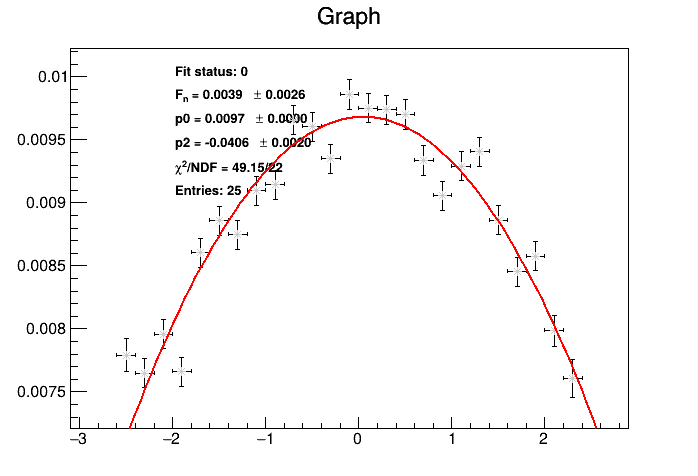 Graph
Fit status: 0
Fn = 0.0039 ± 0.0026
p0 = 0.0097 ± 0.0000
p2 = -0.0406 ± 0.0020
χ²/NDF = 49.15/22
Entries: 25
0.01
0.0095
0.009
0.0085
0.008
0.0075
−3 −2 −1 0 1 2